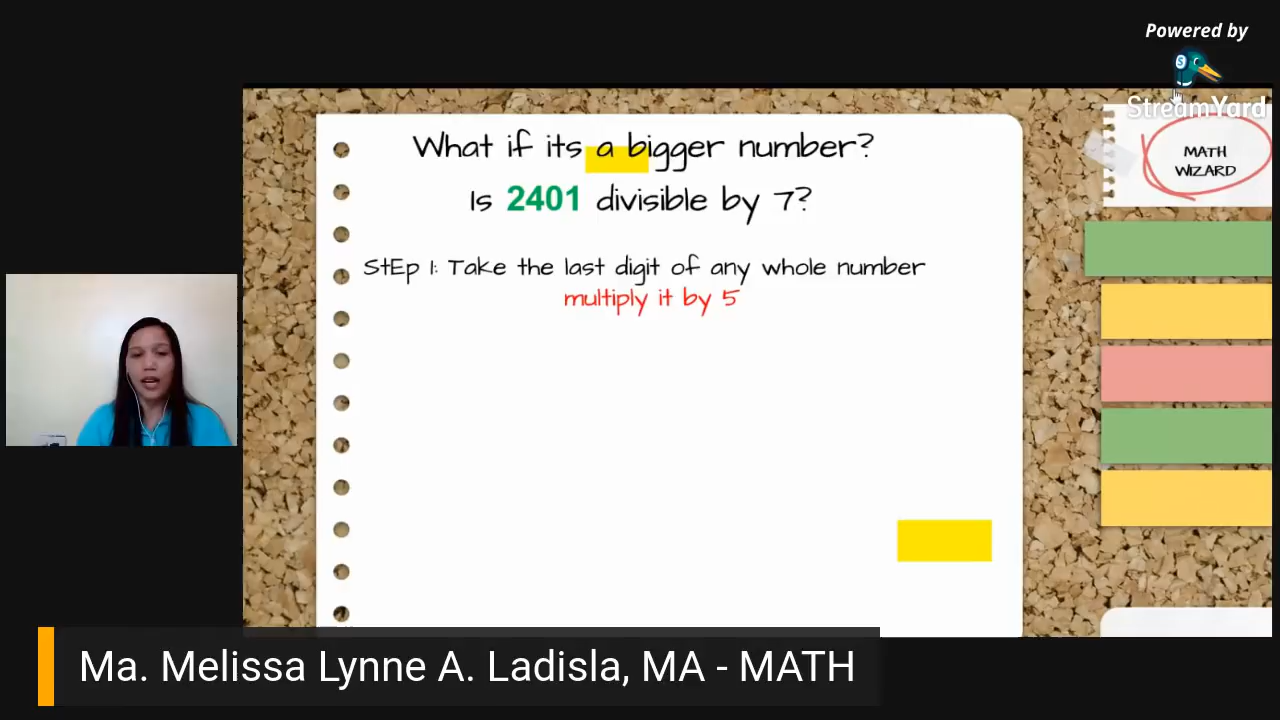 Powered by
StreamYard
MATH
WIZARD
What if its a bigger number?
Is 2401 divisible by 7?
StEp 1: Take the last digit of any whole number
multiply it by 5
Ma. Melissa Lynne A. Ladisla, MA - MATH